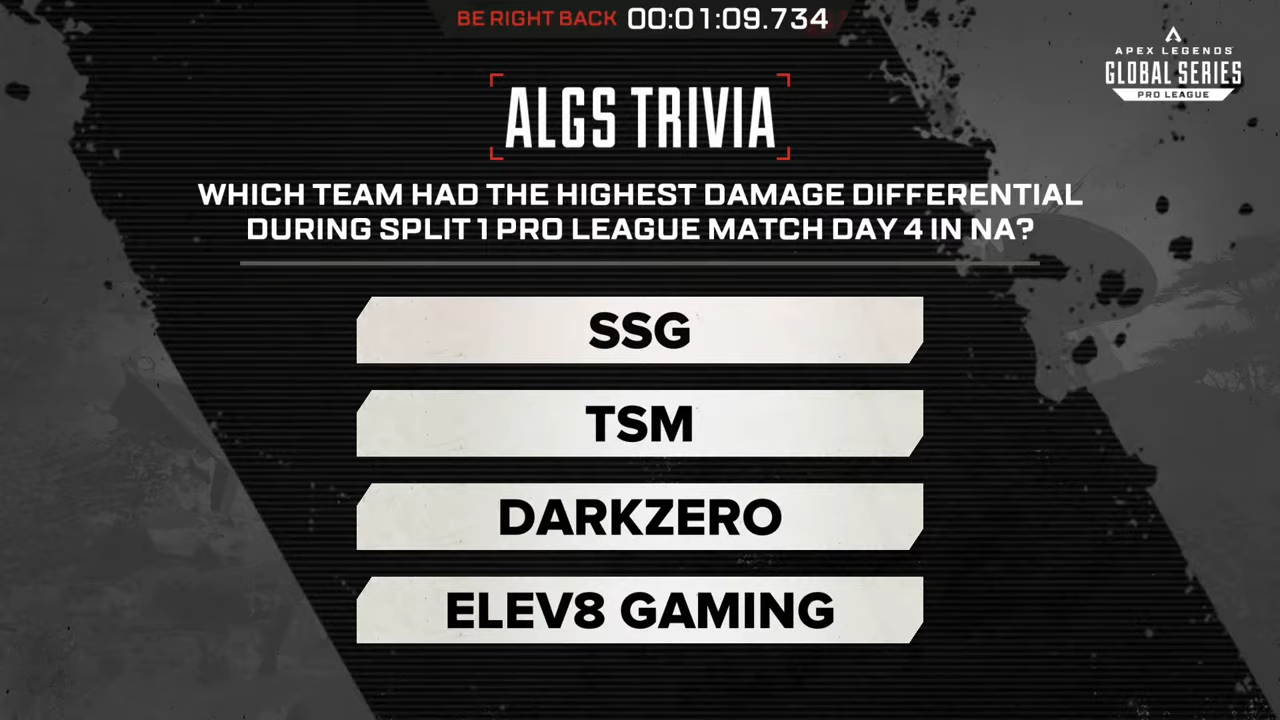 BE RIGHT BACK 00:01:09.734
APEX LEGENDS
GLOBAL SERIES
PRO LEAGUE
ALGS TRIVIA
WHICH TEAM HAD THE HIGHEST DAMAGE DIFFERENTIAL
DURING SPLIT 1 PRO LEAGUE MATCH DAY 4 IN NA?
SSG
TSM
DARKZERO
ELEV8 GAMING